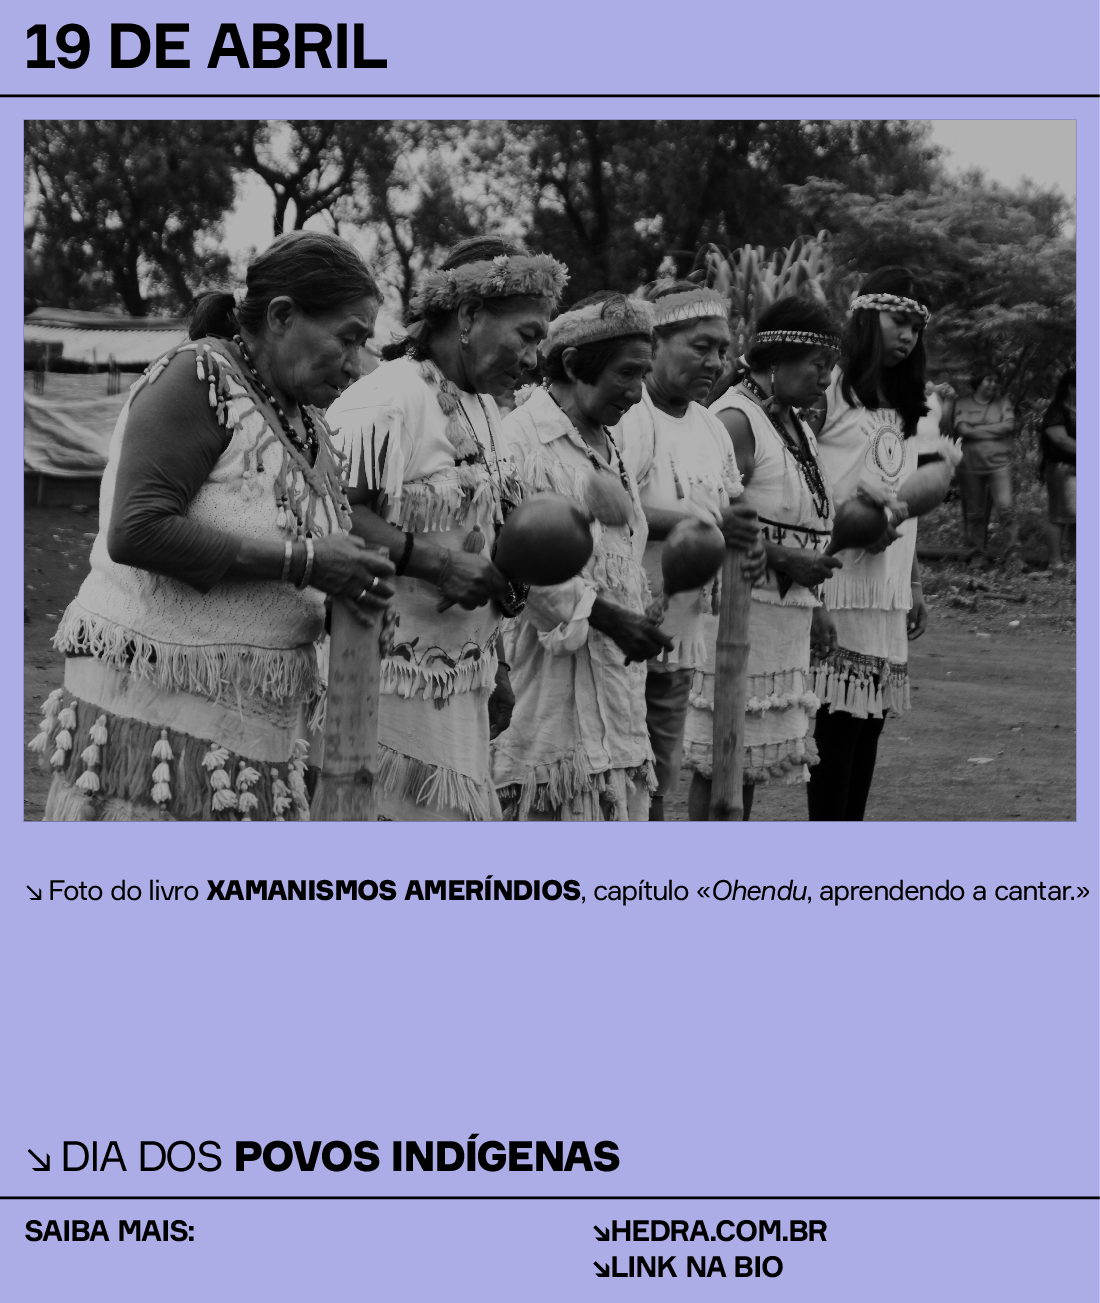 19 DE ABRIL
↘ Foto do livro XAMANISMOS AMERÍNDIOS, capítulo «Ohendu, aprendendo a cantar.»
↘ DIA DOS POVOS INDÍGENAS
SAIBA MAIS:
↘HEDRA.COM.BR
↘LINK NA BIO